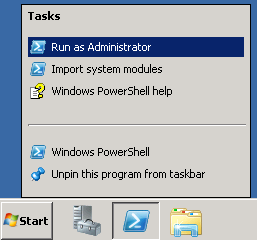 Tasks
Run as Administrator
Import system modules
Windows PowerShell help
Windows PowerShell
Unpin this program from taskbar
Start